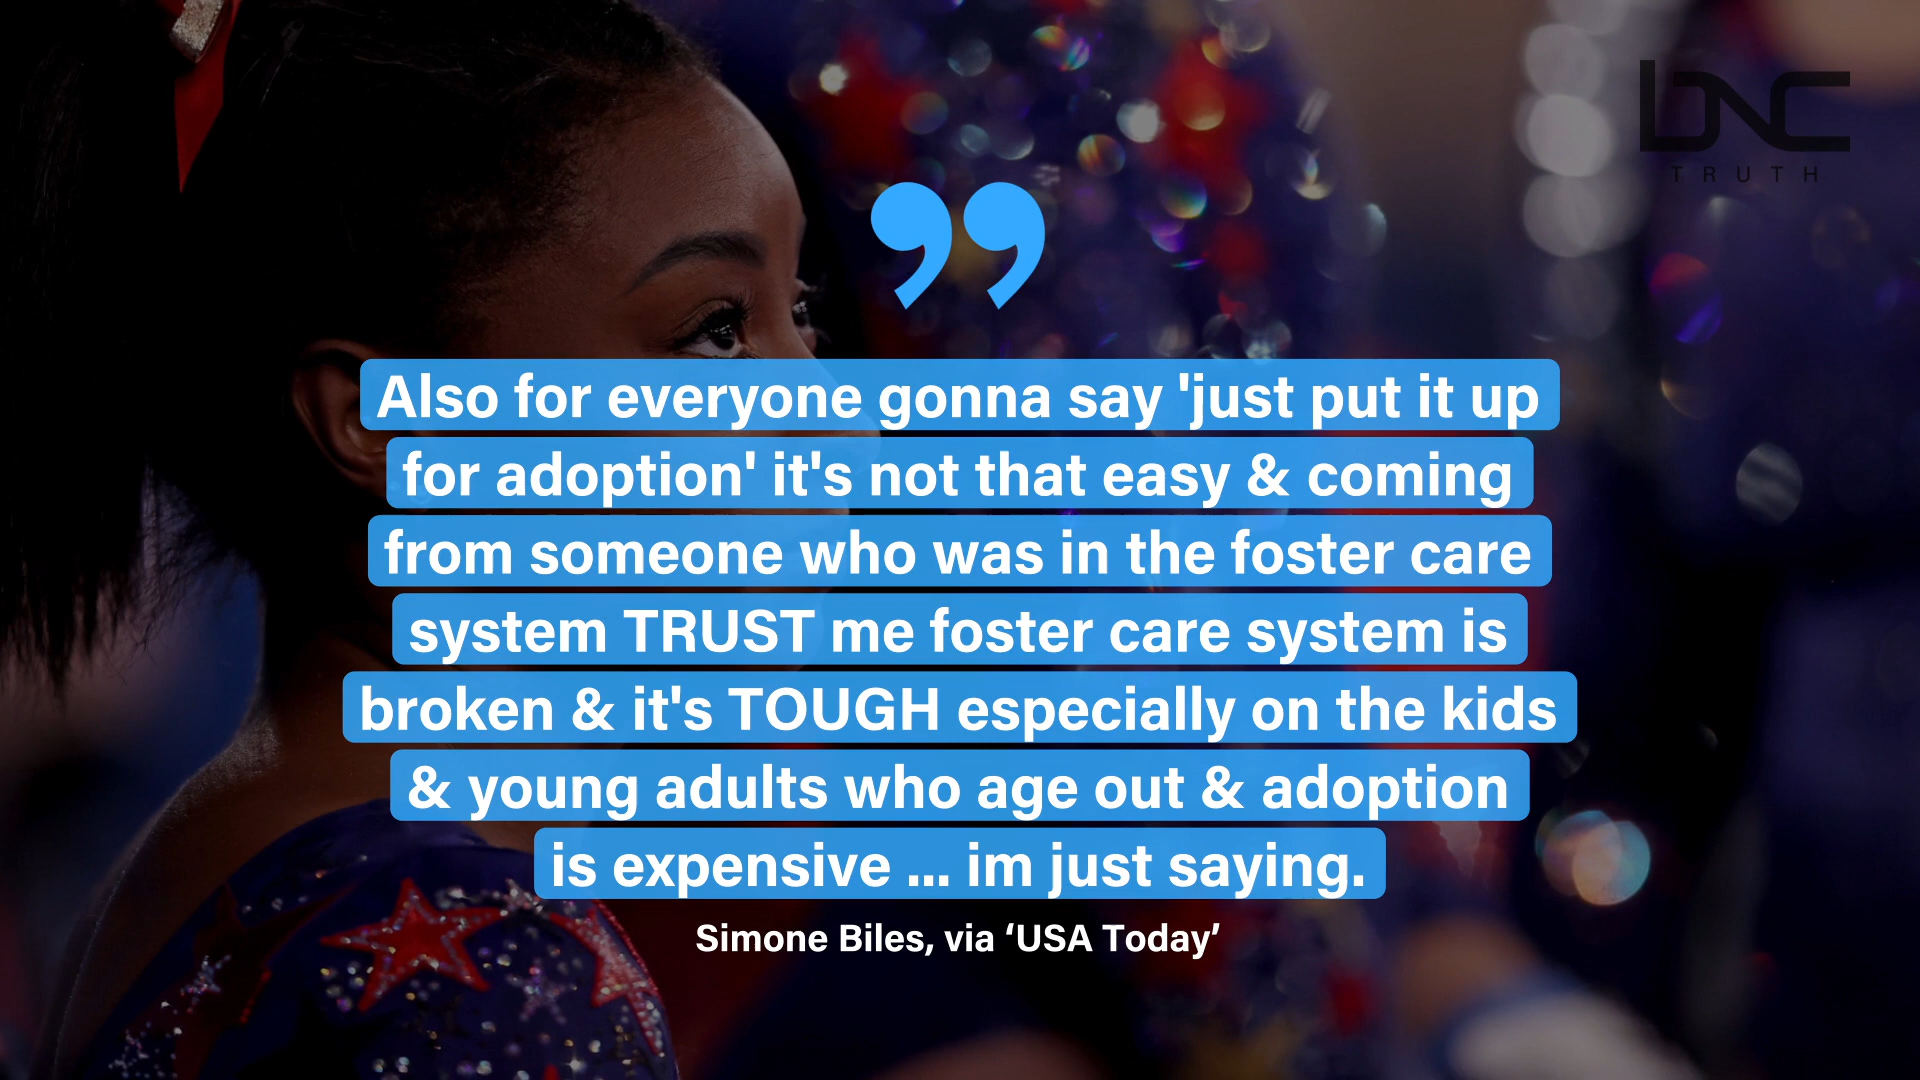 bNC
TRUTH
”
Also for everyone gonna say 'just put it up
for adoption' it's not that easy & coming
from someone who was in the foster care
system TRUST me foster care system is
broken & it's TOUGH especially on the kids
& young adults who age out & adoption
is expensive ... im just saying.
Simone Biles, via ‘USA Today’